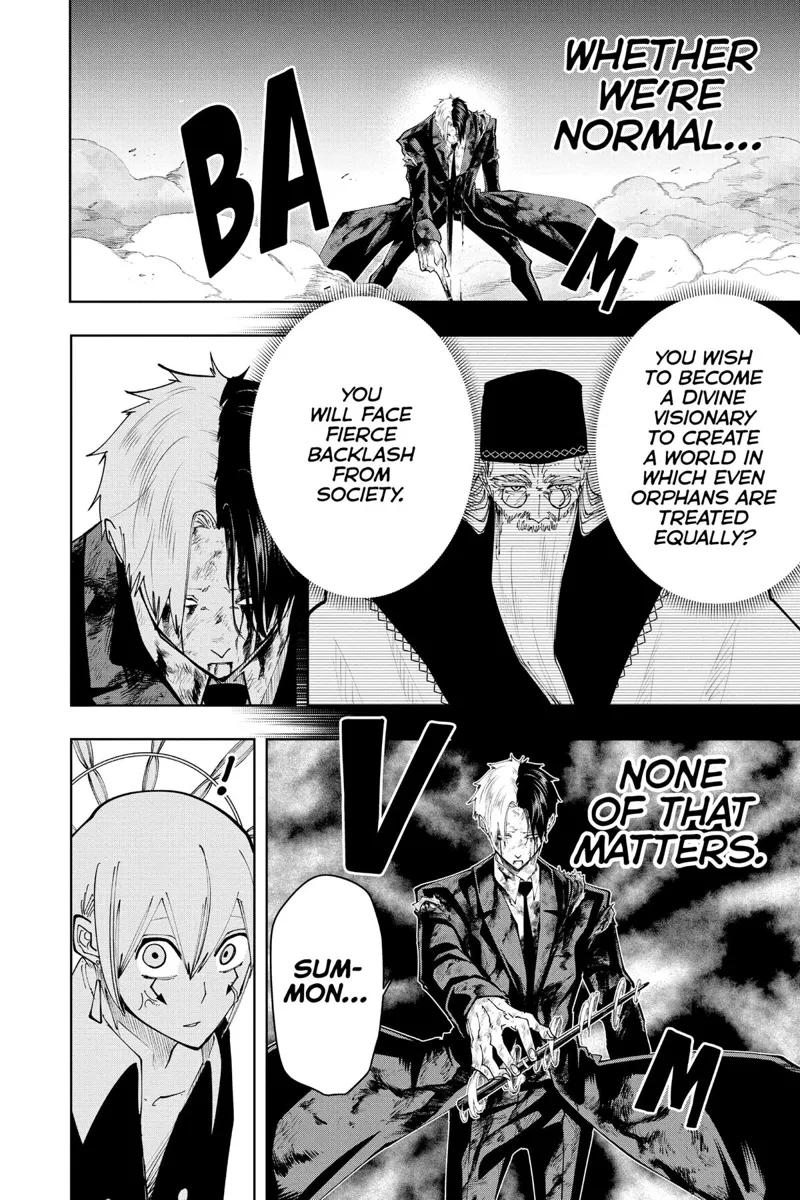 WHETHER
WE'RE
NORMAL...
BA
M
YOU WISH
TO BECOME
A DIVINE
VISIONARY
TO CREATE
A WORLD IN
WHICH EVEN
ORPHANS ARE
TREATED
EQUALLY?
YOU
WILL FACE
FIERCE
BACKLASH
FROM
SOCIETY.
NONE
OF THAT
MATTERS.
V
M
SUM-
MON...
!